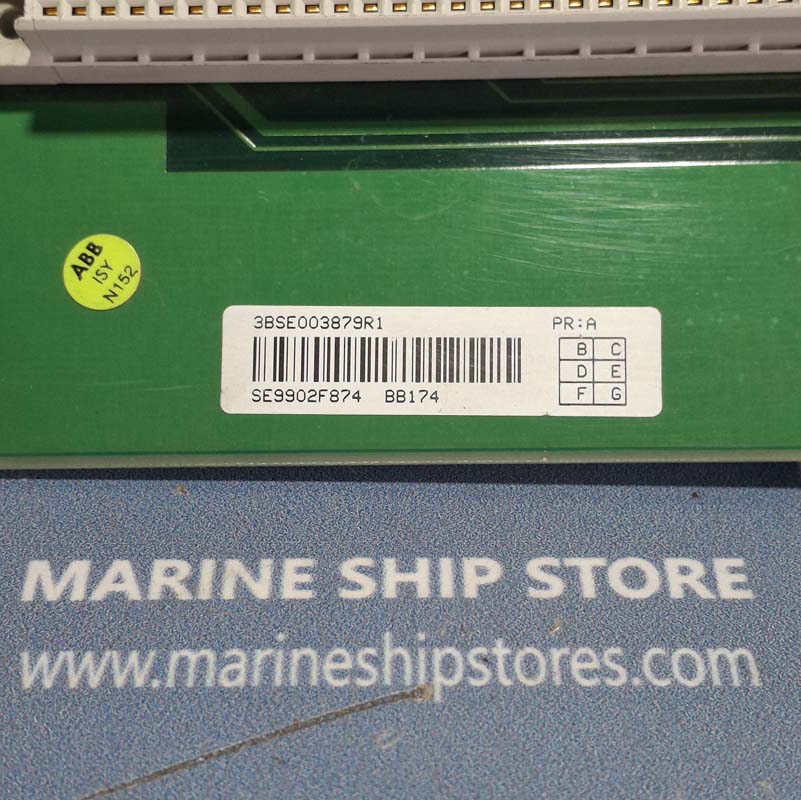 ABB
ISY
N152
3BSE003879R1 PR:A
B C
D E
SE9902F874 BB174 F G
MARINE SHIP STORE
www.marineshipstores.com